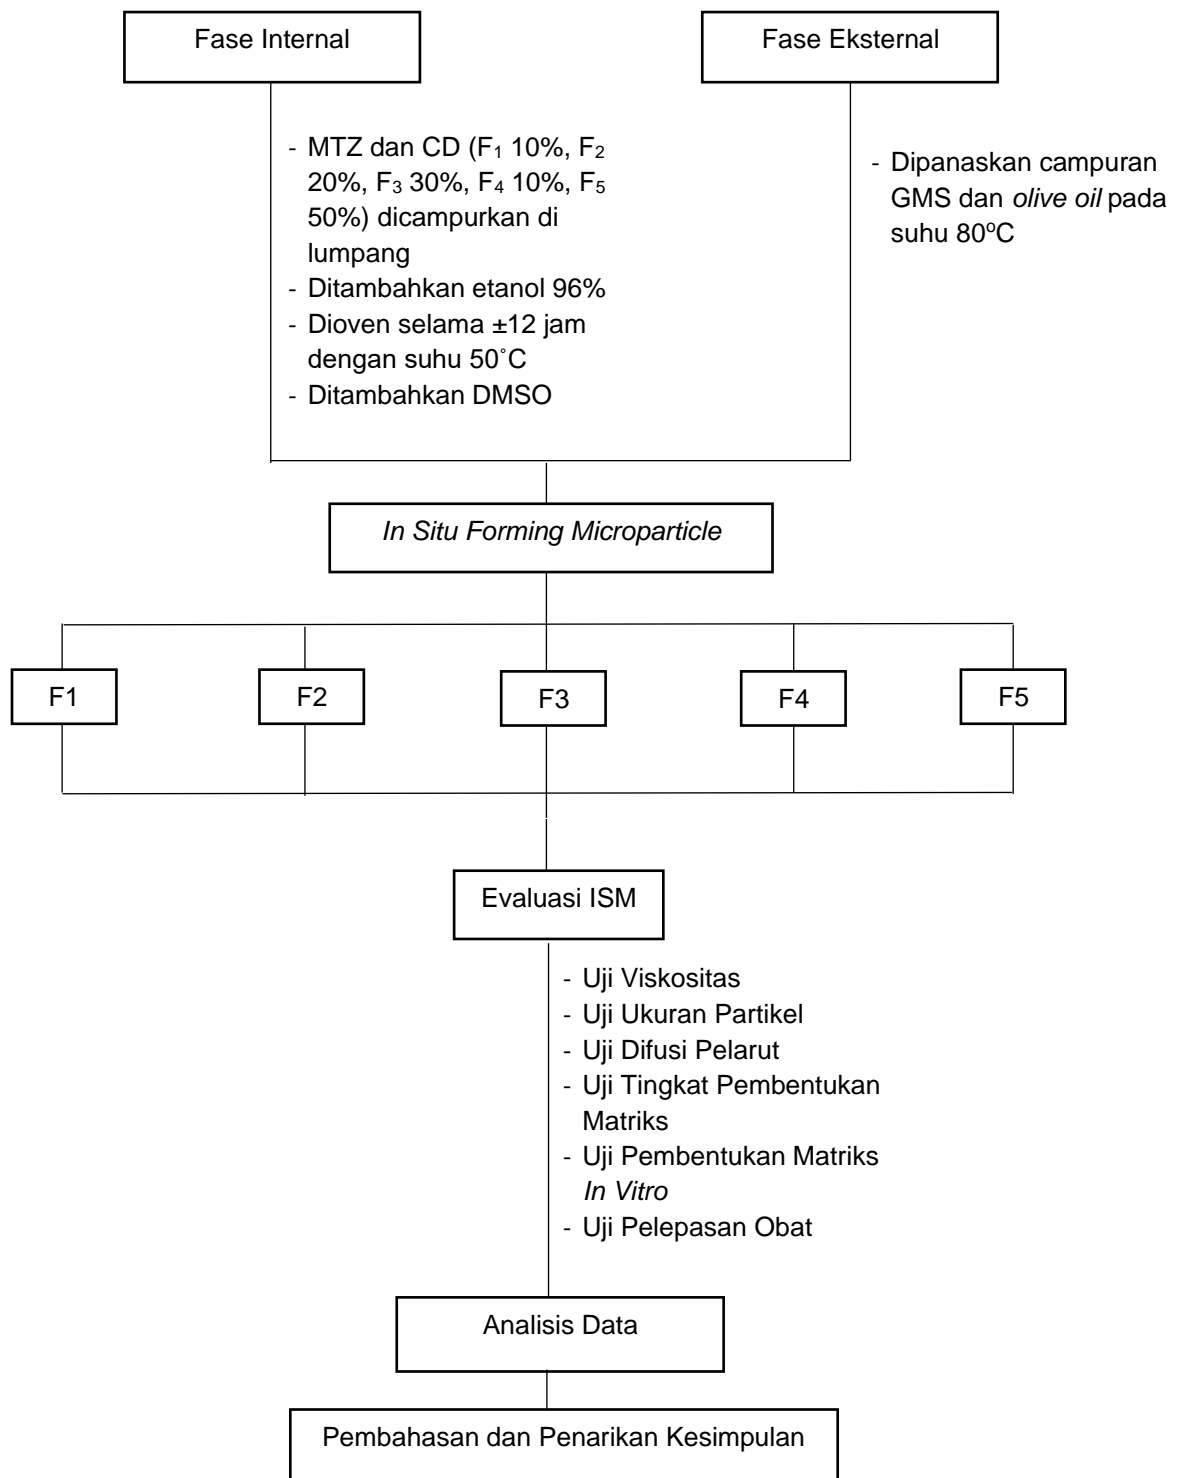 Fase Internal
Fase Eksternal
- MTZ dan CD (F₁ 10%, F₂
20%, F₃ 30%, F₄ 10%, F₅
50%) dicampurkan di
lumpang
- Ditambahkan etanol 96%
- Dioven selama ±12 jam
dengan suhu 50˚C
- Ditambahkan DMSO
- Dipanaskan campuran
GMS dan olive oil pada
suhu 80ºC
In Situ Forming Microparticle
F1
F2
F3
F4
F5
Evaluasi ISM
- Uji Viskositas
- Uji Ukuran Partikel
- Uji Difusi Pelarut
- Uji Tingkat Pembentukan
Matriks
- Uji Pembentukan Matriks
In Vitro
- Uji Pelepasan Obat
Analisis Data
Pembahasan dan Penarikan Kesimpulan